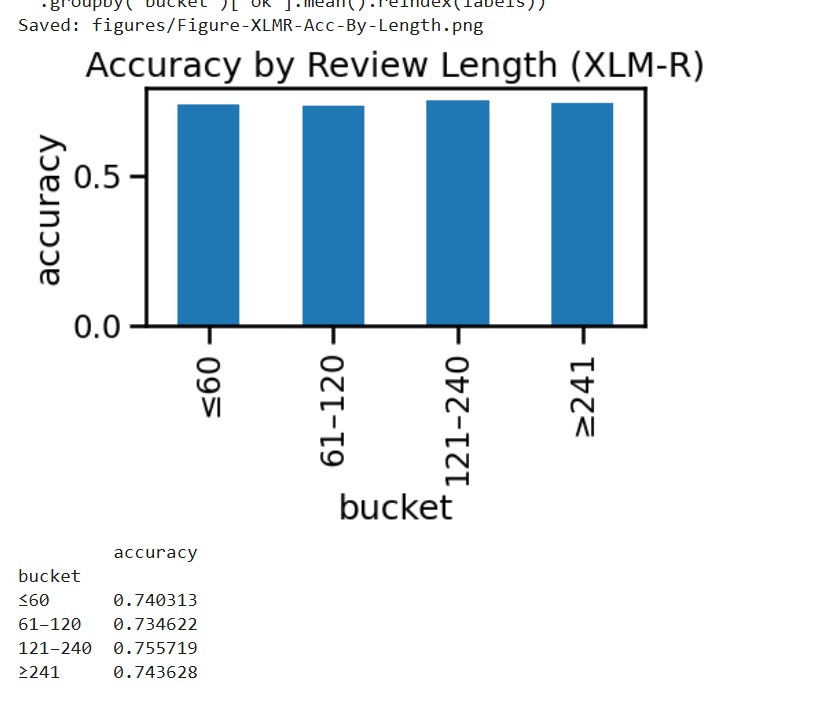 .groupby('bucket')['ok'].mean().reindex(labels))
Saved: figures/Figure-XLMR-Acc-By-Length.png
Accuracy by Review Length (XLM-R)
accuracy
0.5
0.0
≤60
61–120
121–240
≥241
bucket
accuracy
bucket
≤60 0.740313
61–120 0.734622
121–240 0.755719
≥241 0.743628